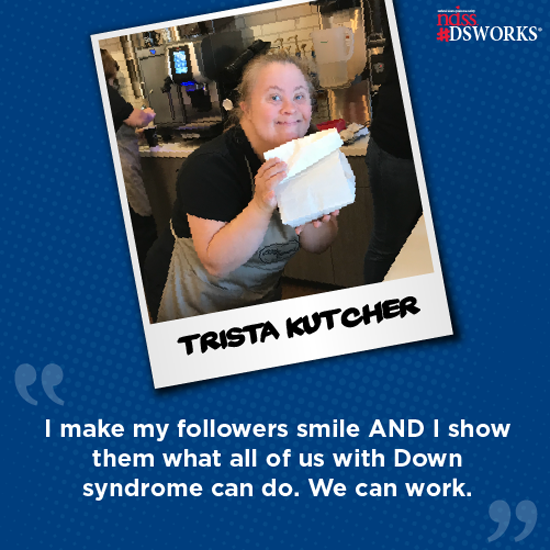 ndss
#DSWORKS®
TRISTA KUTCHER
I make my followers smile AND I show
them what all of us with Down
syndrome can do. We can work.